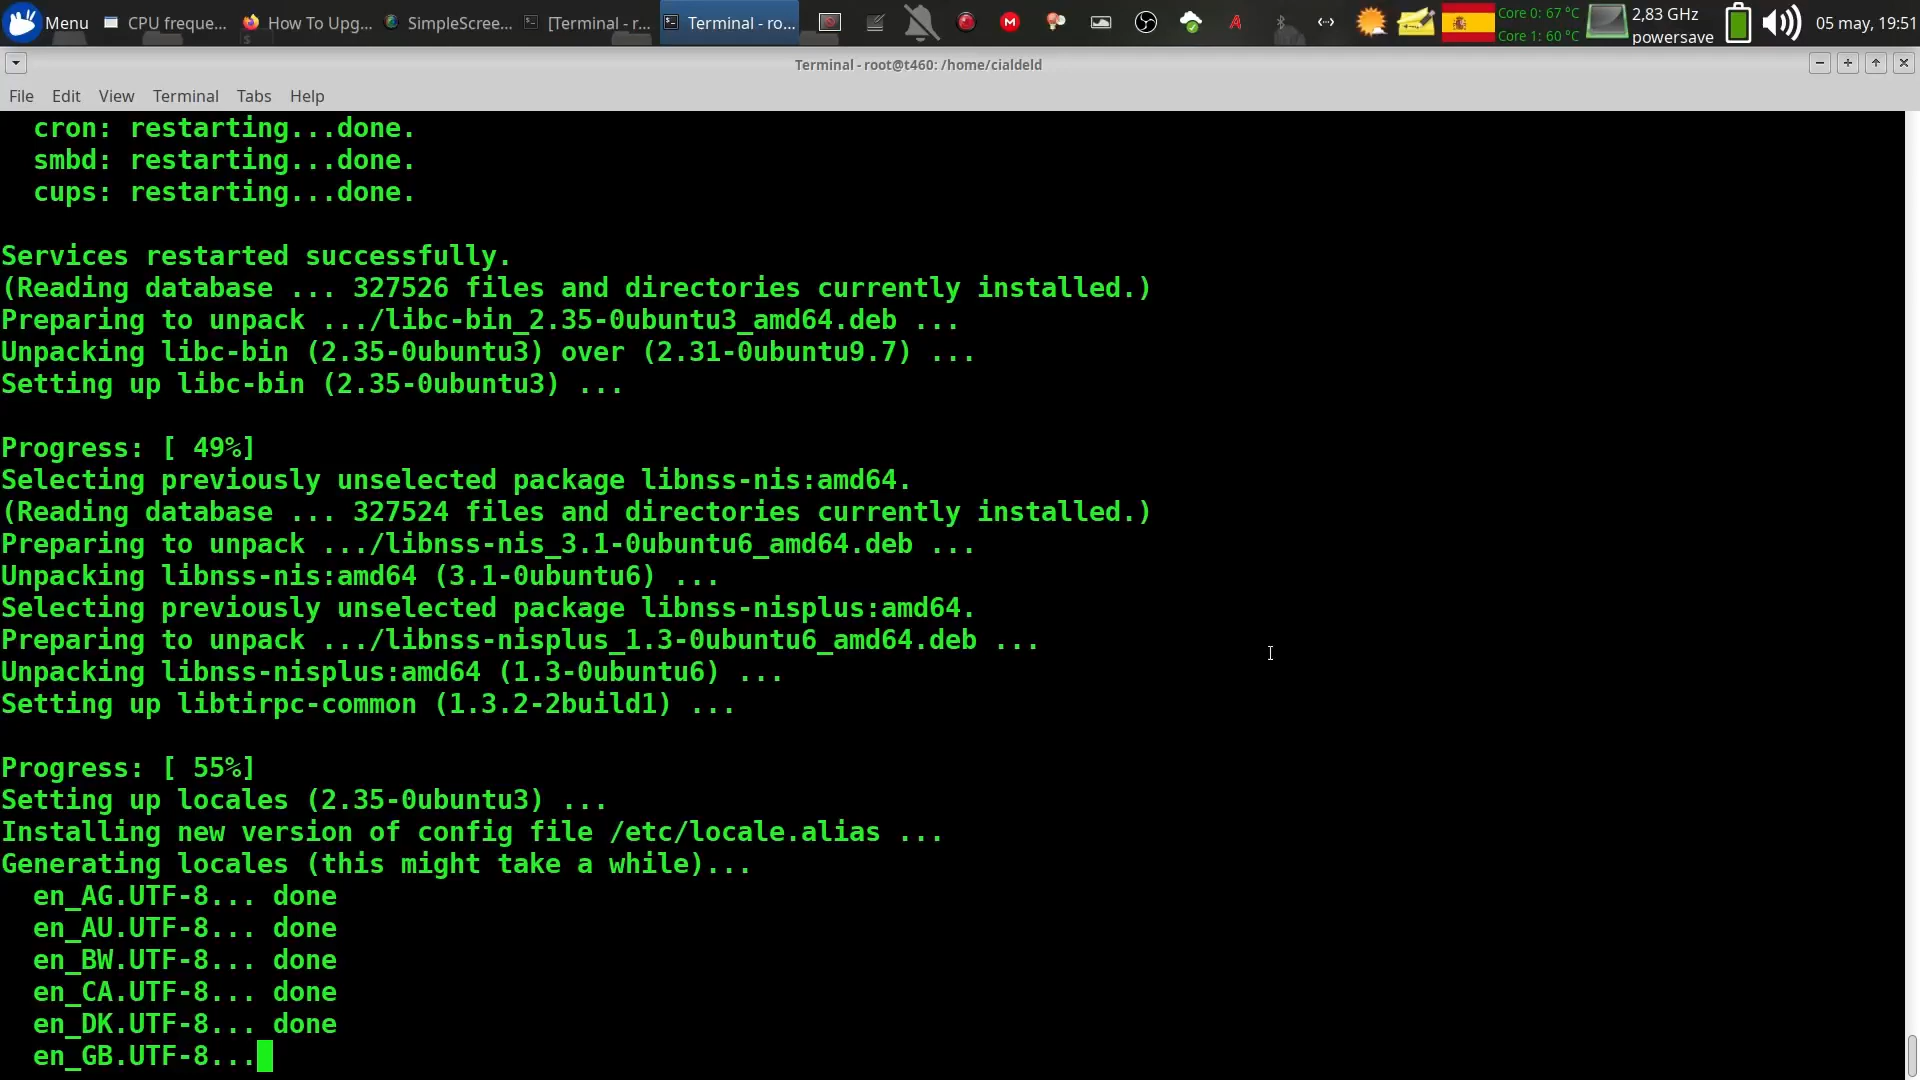 Menu
CPU freque...
How To Upg...
SimpleScree...
[Terminal - r...
Terminal - ro...
Core 0: 67 °C
Core 1: 60 °C
2,83 GHz
powersave
05 may, 19:51
Terminal - root@t460: /home/cialdeld
File Edit View Terminal Tabs Help
cron: restarting...done.
smbd: restarting...done.
cups: restarting...done.
Services restarted successfully.
(Reading database ... 327526 files and directories currently installed.)
Preparing to unpack .../libc-bin_2.35-0ubuntu3_amd64.deb ...
Unpacking libc-bin (2.35-0ubuntu3) over (2.31-0ubuntu9.7) ...
Setting up libc-bin (2.35-0ubuntu3) ...
Progress: [ 49%]
Selecting previously unselected package libnss-nis:amd64.
(Reading database ... 327524 files and directories currently installed.)
Preparing to unpack .../libnss-nis_3.1-0ubuntu6_amd64.deb ...
Unpacking libnss-nis:amd64 (3.1-0ubuntu6) ...
Selecting previously unselected package libnss-nisplus:amd64.
Preparing to unpack .../libnss-nisplus_1.3-0ubuntu6_amd64.deb ...
Unpacking libnss-nisplus:amd64 (1.3-0ubuntu6) ...
Setting up libtirpc-common (1.3.2-2build1) ...
Progress: [ 55%]
Setting up locales (2.35-0ubuntu3) ...
Installing new version of config file /etc/locale.alias ...
Generating locales (this might take a while)...
en_AG.UTF-8... done
en_AU.UTF-8... done
en_BW.UTF-8... done
en_CA.UTF-8... done
en_DK.UTF-8... done
en_GB.UTF-8...